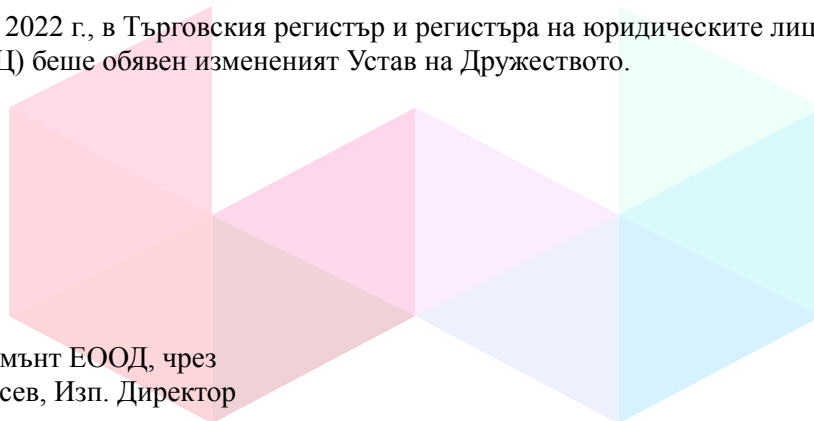 2022 г., в Търговския регистър и регистъра на юридическите лиц
Ц) беше обявен измененият Устав на Дружеството.
мънт ЕООД, чрез
сев, Изп. Директор